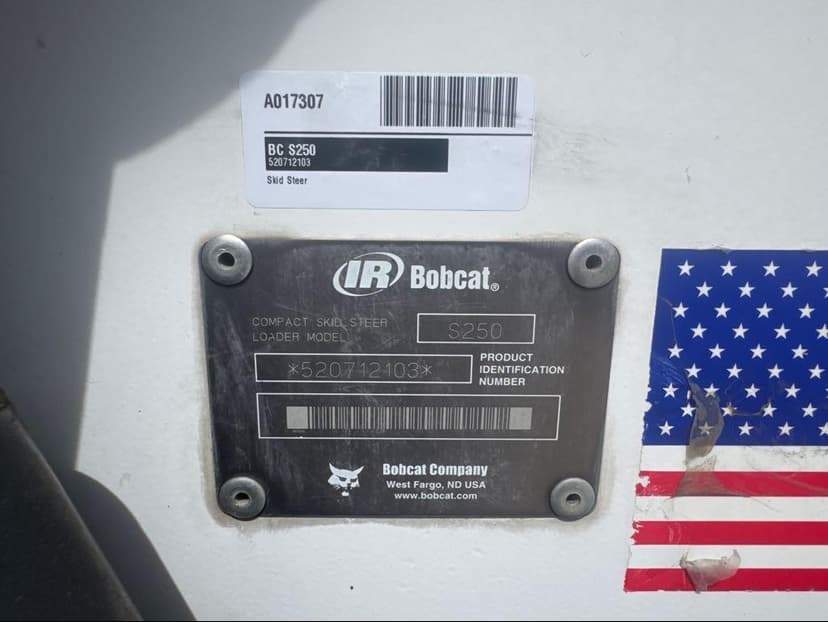 A017307
BC S250
520712103
Skid Steer
IR Bobcat®
COMPACT SKID STEER
LOADER MODEL
S250
*520712103*
PRODUCT
IDENTIFICATION
NUMBER
Bobcat Company
West Fargo, ND USA
www.bobcat.com